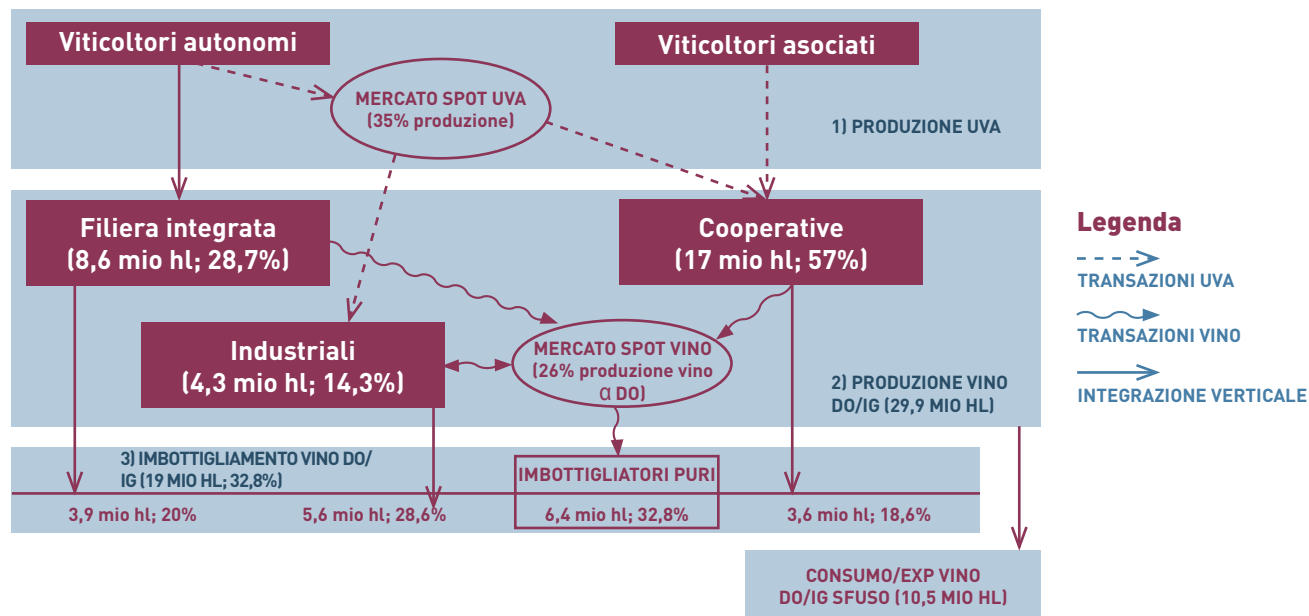 Viticoltori autonomi
Viticoltori asociati
MERCATO SPOT UVA
(35% produzione)
1) PRODUZIONE UVA
Filiera integrata
(8,6 mio hl; 28,7%)
Cooperative
(17 mio hl; 57%)
Industriali
(4,3 mio hl; 14,3%)
MERCATO SPOT VINO
(26% produzione vino
α DO)
2) PRODUZIONE VINO
DO/IG (29,9 MIO HL)
3) IMBOTTIGLIAMENTO VINO DO/
IG (19 MIO HL; 32,8%)
IMBOTTIGLIATORI PURI
3,9 mio hl; 20%
5,6 mio hl; 28,6%
6,4 mio hl; 32,8%
3,6 mio hl; 18,6%
CONSUMO/EXP VINO
DO/IG SFUSO (10,5 MIO HL)
Legenda
TRANSAZIONI UVA
TRANSAZIONI VINO
INTEGRAZIONE VERTICALE